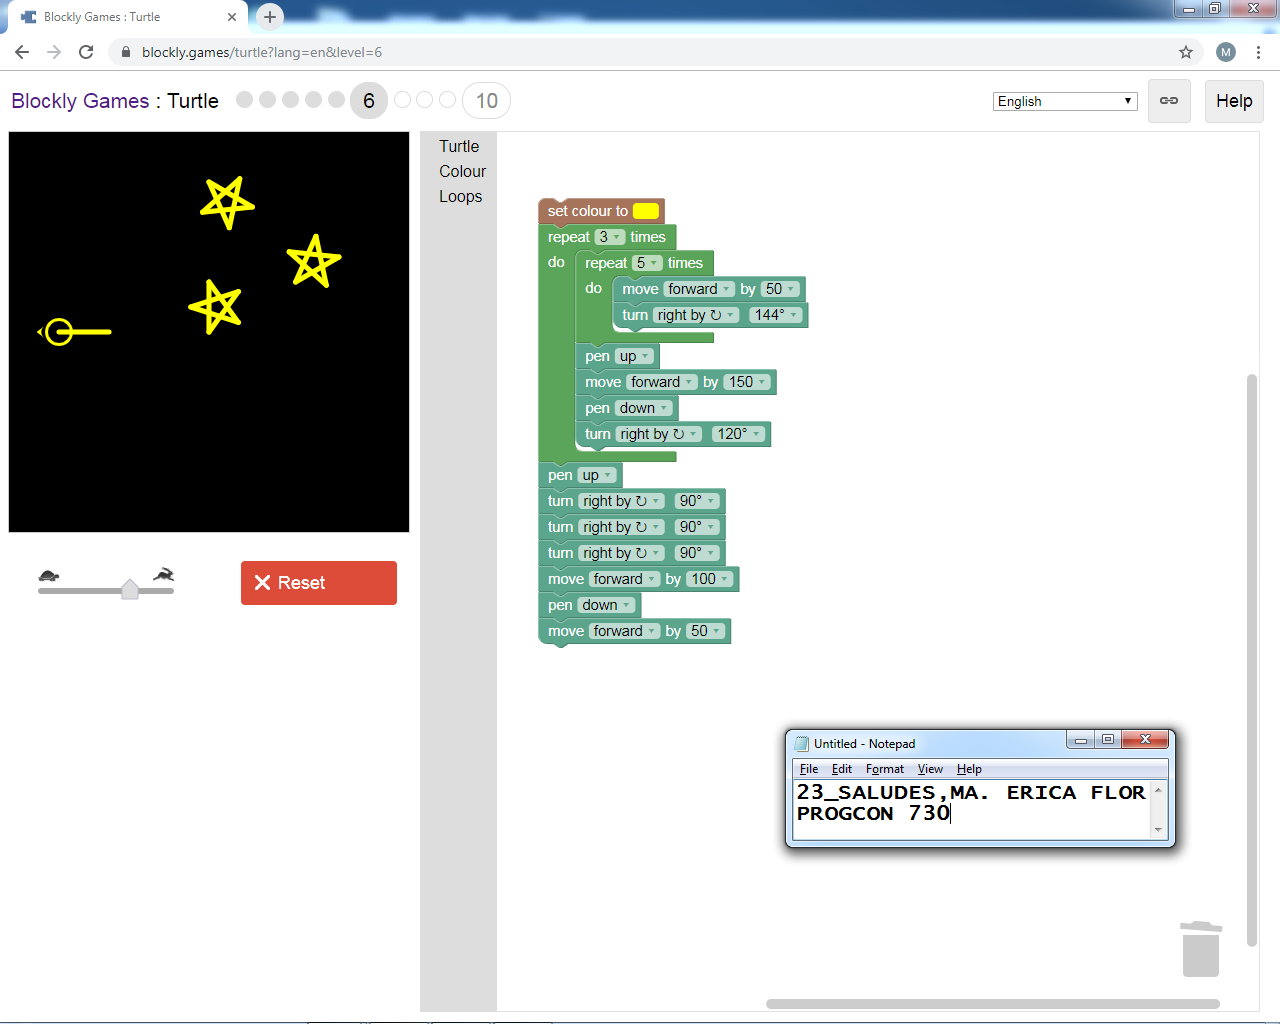 Blockly Games : Turtle
blockly.games/turtle?lang=en&level=6
M
Blockly Games : Turtle
6
10
English
Help
Turtle
Colour
Loops
set colour to
repeat 3 times
do
repeat 5 times
do
move forward by 50
turn right by ↻ 144°
pen up
move forward by 150
pen down
turn right by ↻ 120°
pen up
turn right by ↻ 90°
turn right by ↻ 90°
turn right by ↻ 90°
move forward by 100
pen down
move forward by 50
Reset
Untitled - Notepad
File Edit Format View Help
23_SALUDES,MA. ERICA FLOR
PROGCON 730